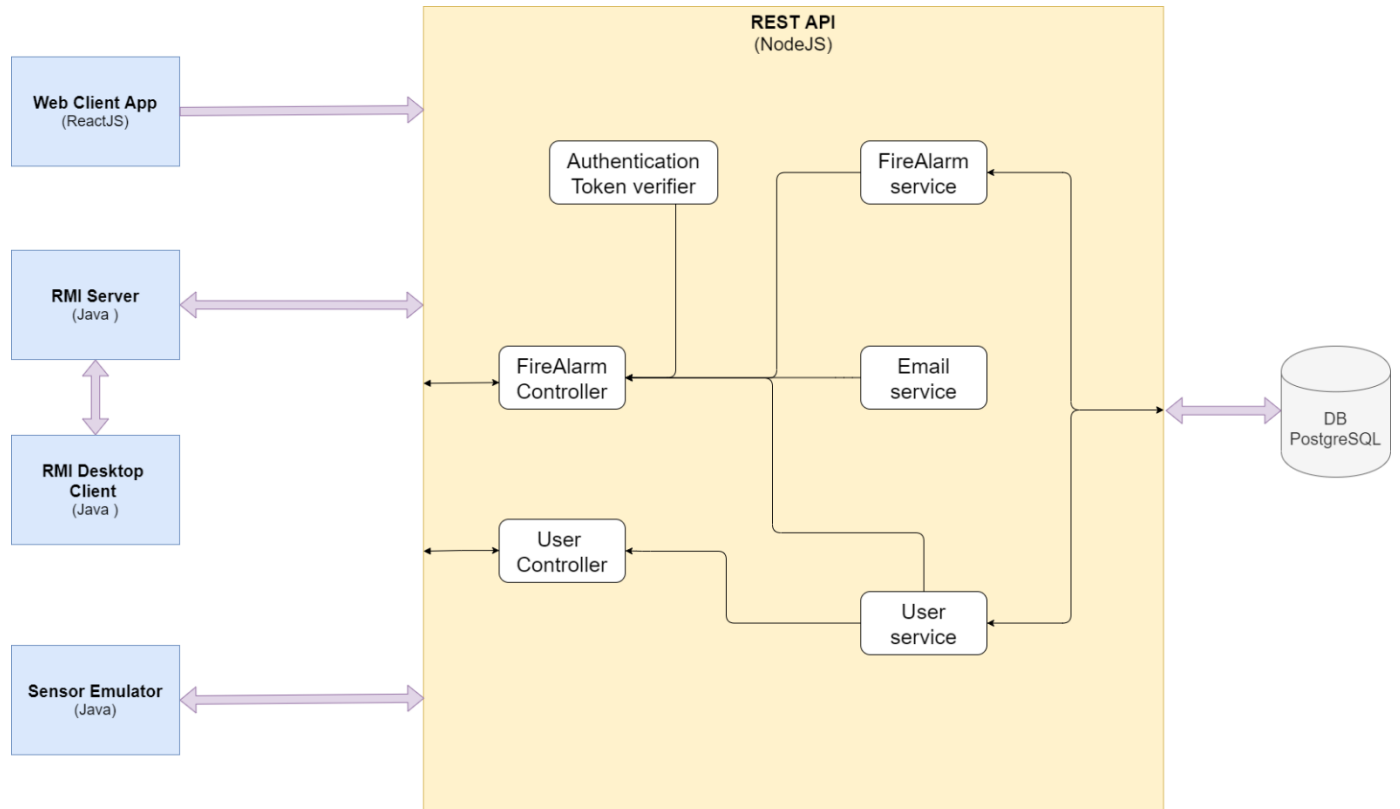 REST API
(NodeJS)
Web Client App
(ReactJS)
Authentication
Token verifier
FireAlarm
service
RMI Server
(Java )
FireAlarm
Controller
Email
service
DB
PostgreSQL
RMI Desktop
Client
(Java )
User
Controller
User
service
Sensor Emulator
(Java)